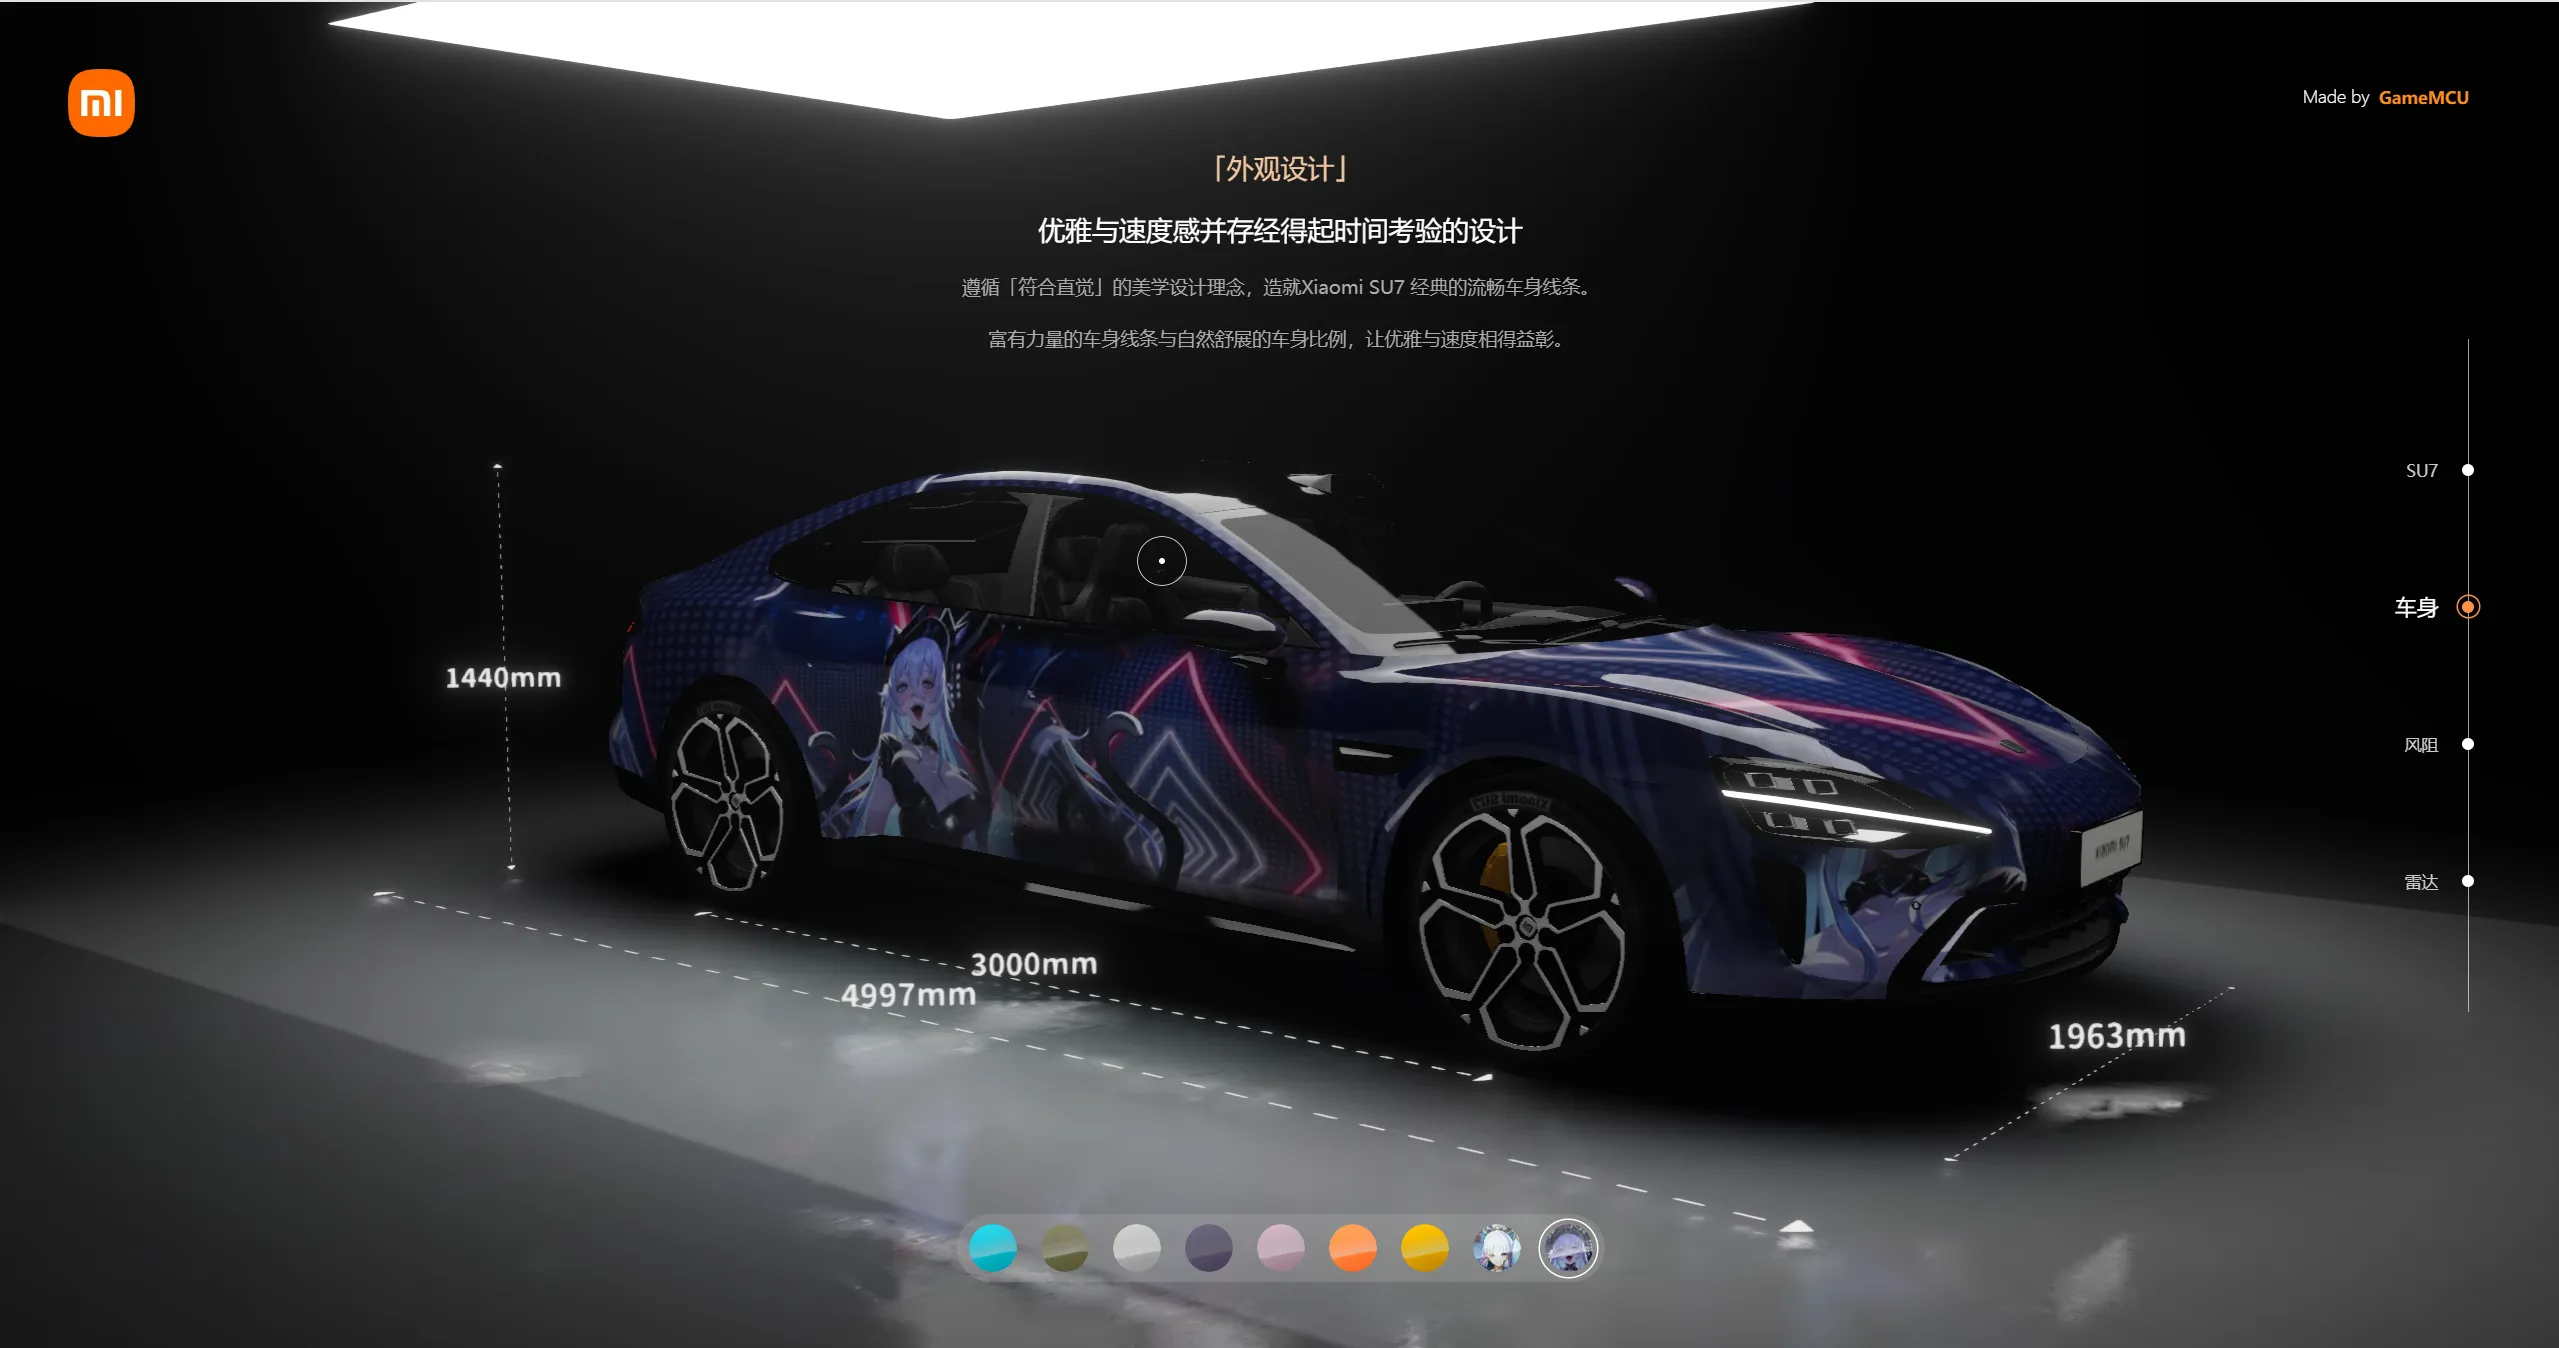 mi
Made by GameMCU
「外观设计」
优雅与速度感并存经得起时间考验的设计
遵循「符合直觉」的美学设计理念，造就Xiaomi SU7 经典的流畅车身线条。
富有力量的车身线条与自然舒展的车身比例，让优雅与速度相得益彰。
SU7
车身
风阻
雷达
1440mm
3000mm
4997mm
1963mm
Xiaomi SU7
Xiaomi SU7